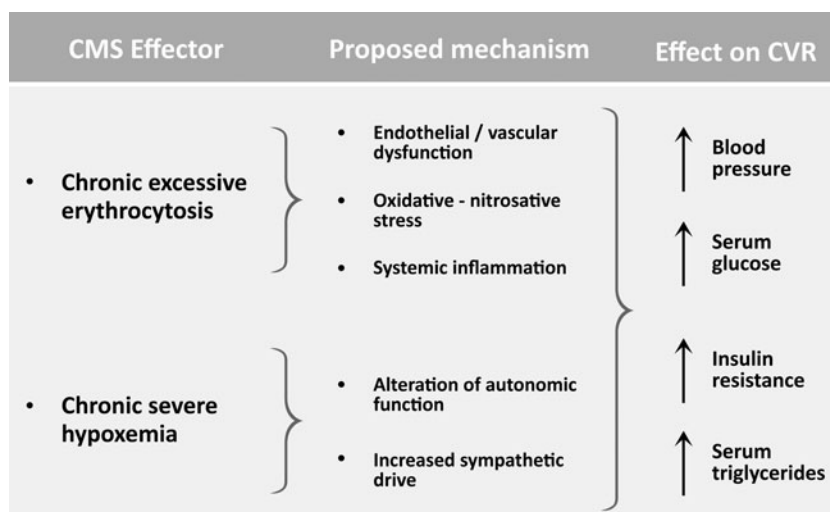 CMS Effector
Proposed mechanism
Effect on CVR
• Chronic excessive
erythrocytosis
• Endothelial / vascular
dysfunction
• Oxidative - nitrosative
stress
• Systemic inflammation
• Chronic severe
hypoxemia
• Alteration of autonomic
function
• Increased sympathetic
drive
Blood
pressure
Serum
glucose
Insulin
resistance
Serum
triglycerides